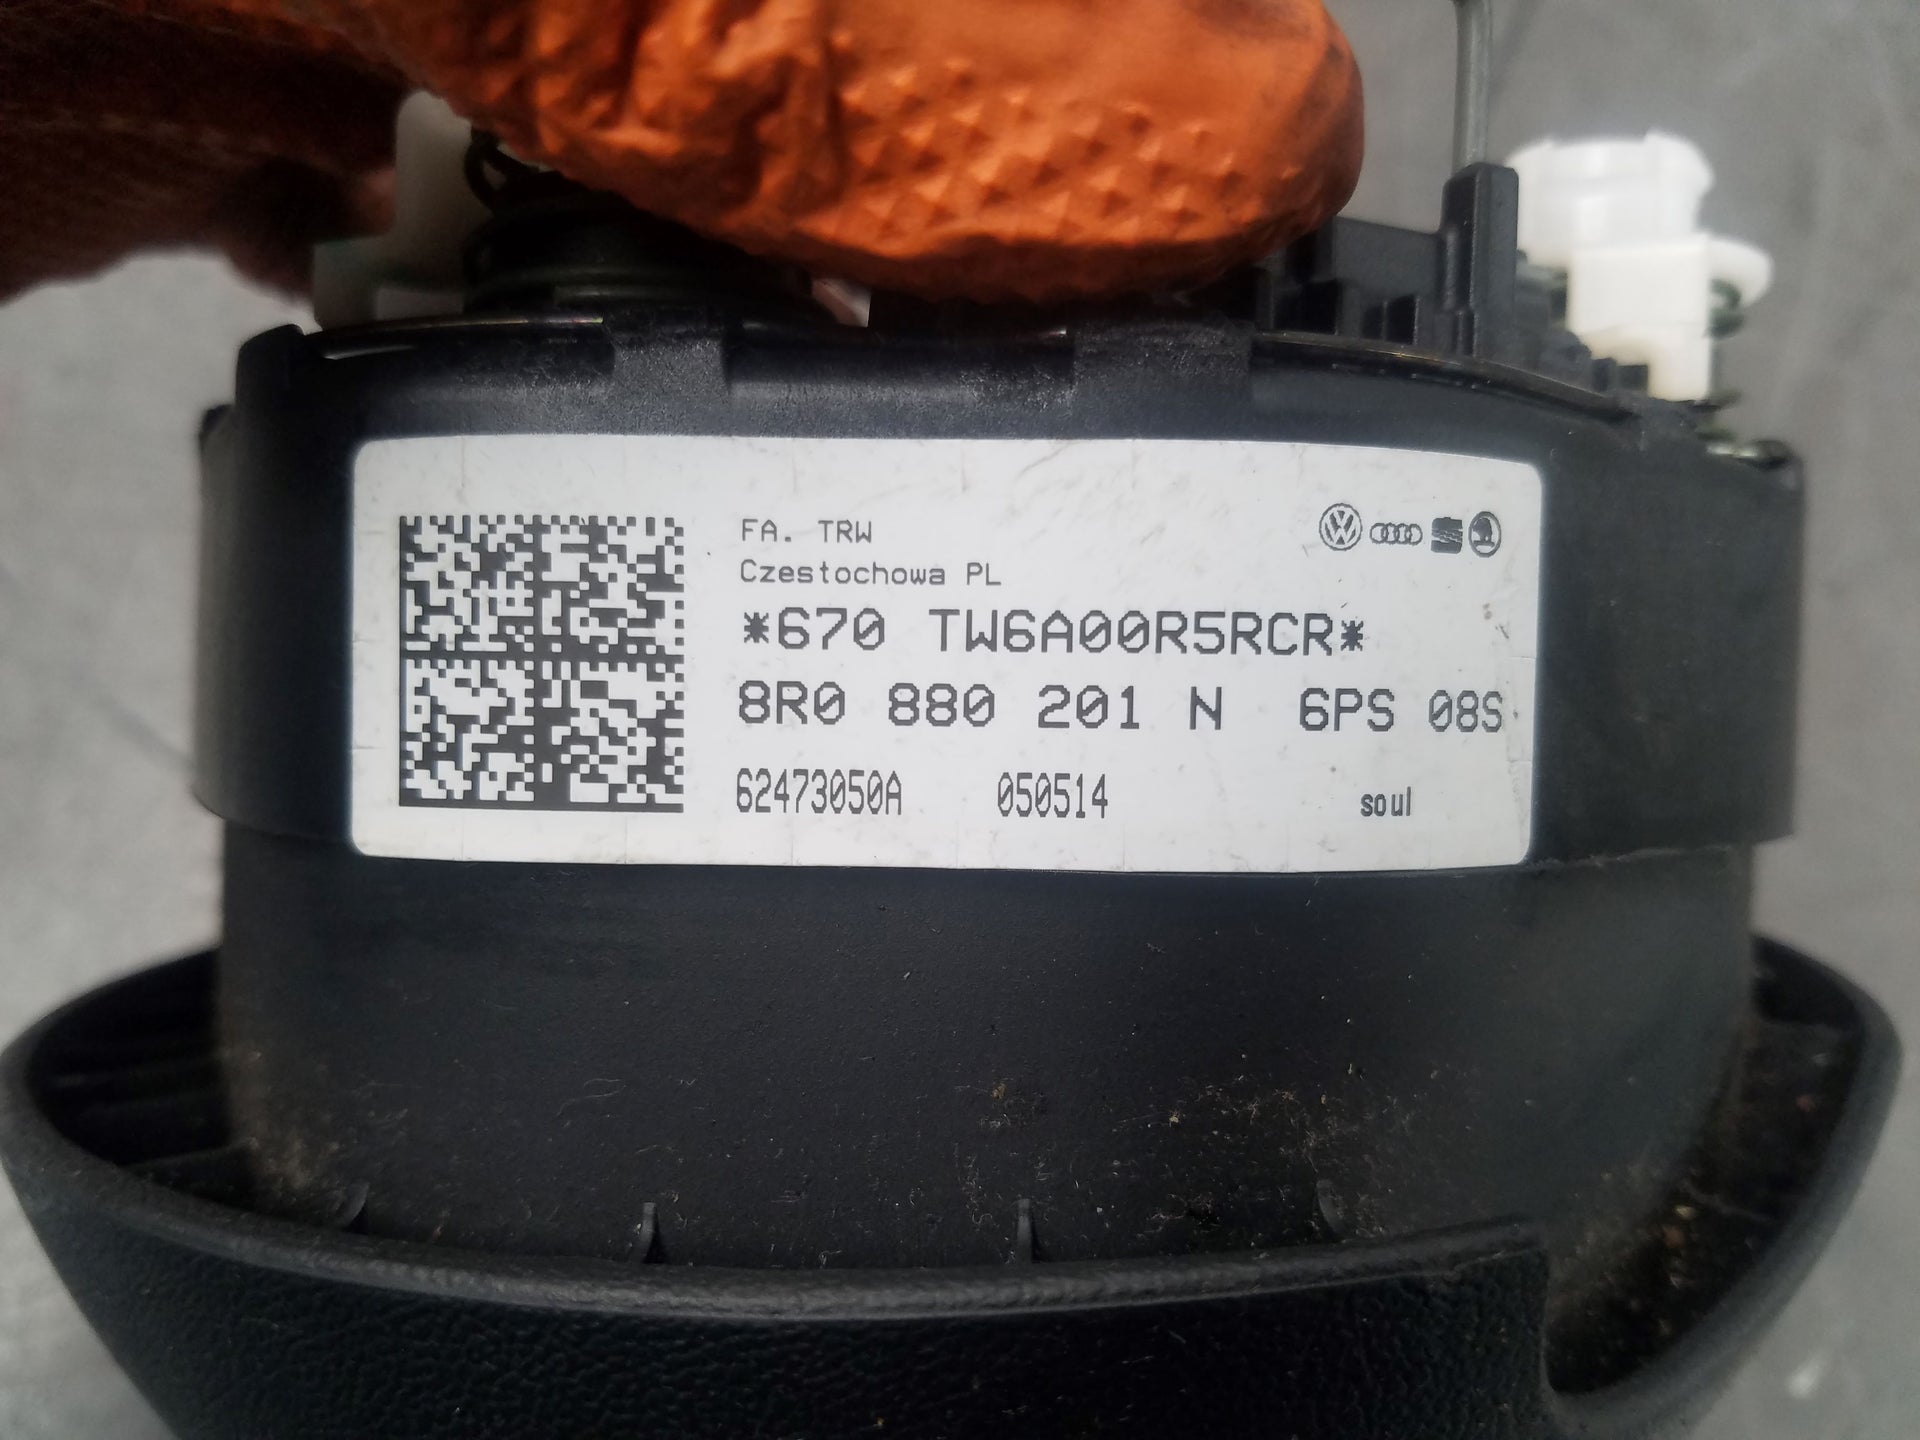 FA. TRW
Czestochowa PL
*670 TW6A00R5RCR*
8R0 880 201 N 6PS 08S
62473050A 050514 soul